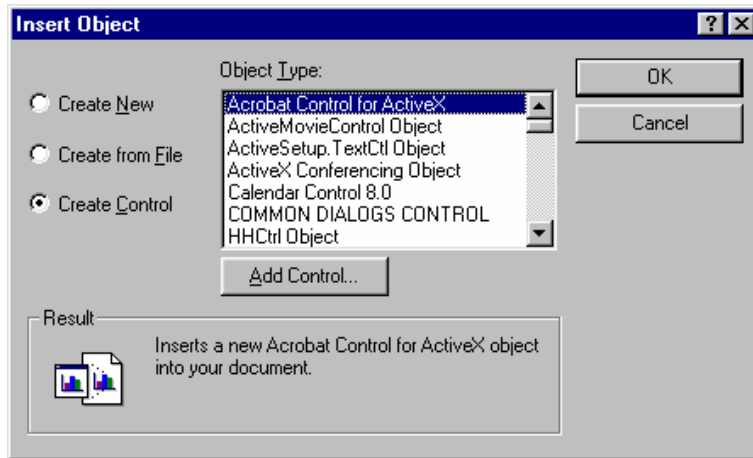 Insert Object
Object Type:
Create New
Create from File
Create Control
Acrobat Control for ActiveX
ActiveMovieControl Object
ActiveSetup.TextCtl Object
ActiveX Conferencing Object
Calendar Control 8.0
COMMON DIALOGS CONTROL
HHCtrl Object
OK
Cancel
Add Control...
Result
Inserts a new Acrobat Control for ActiveX object
into your document.